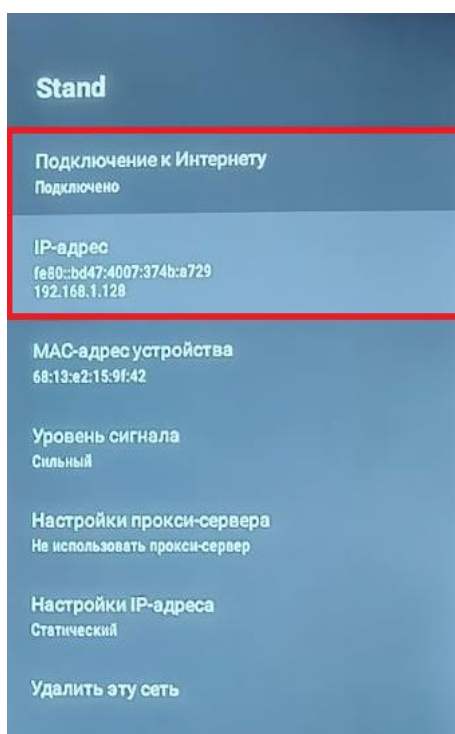 Stand
Подключение к Интернету
Подключено
IP-адрес
fe80::bd47:4007:374b:a729
192.168.1.128
МАС-адрес устройства
68:13:e2:15:9f:42
Уровень сигнала
Сильный
Настройки прокси-сервера
Не использовать прокси-сервер
Настройки IP-адреса
Статический
Удалить эту сеть